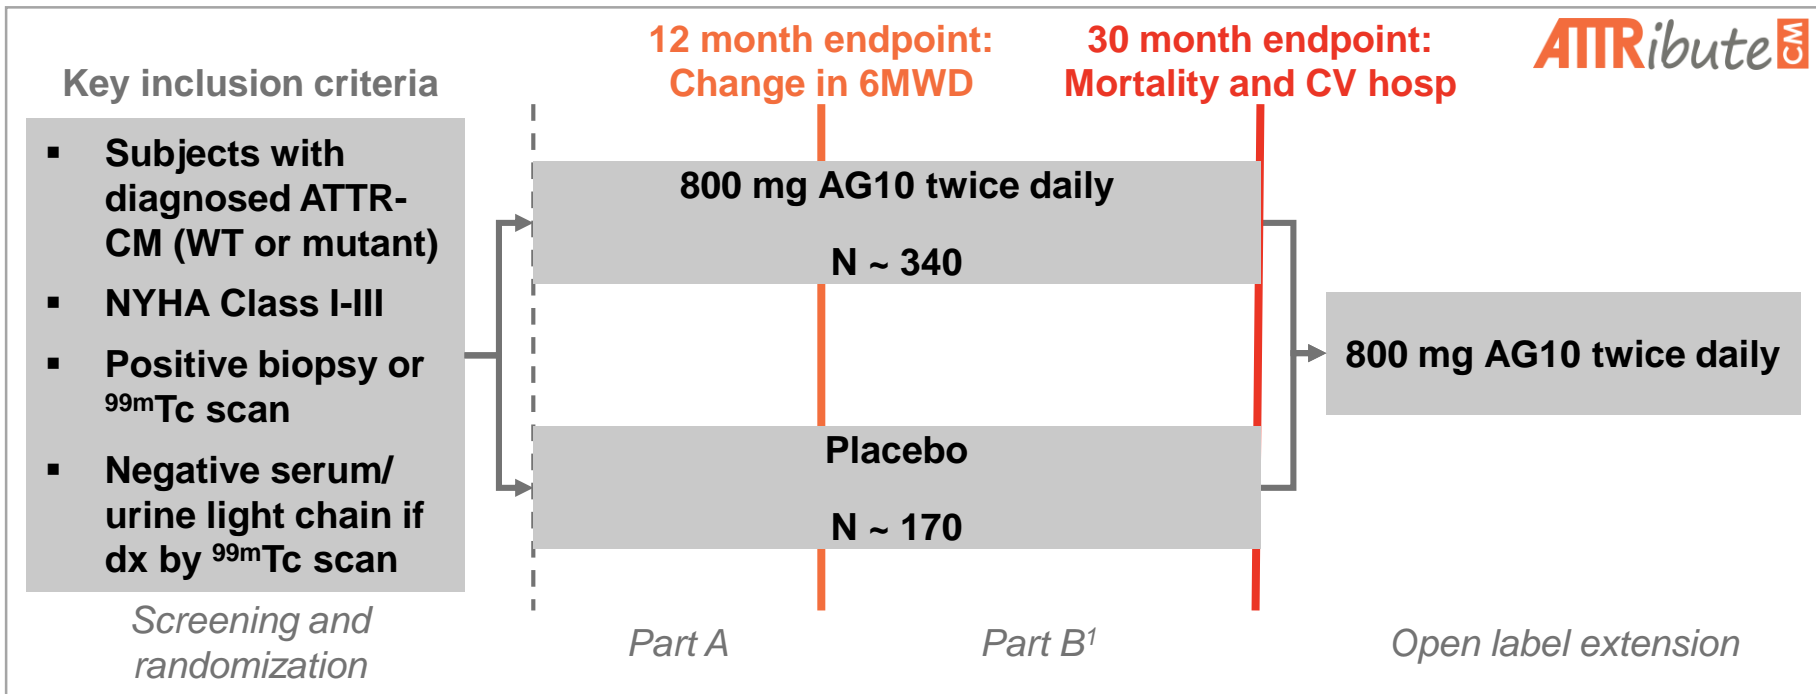 ATTRibute CM
12 month endpoint:
Change in 6MWD
30 month endpoint:
Mortality and CV hosp
Key inclusion criteria
▪ Subjects with
diagnosed ATTR-
CM (WT or mutant)
▪ NYHA Class I-III
▪ Positive biopsy or
99mTc scan
▪ Negative serum/
urine light chain if
dx by 99mTc scan
800 mg AG10 twice daily
N ~ 340
Placebo
N ~ 170
800 mg AG10 twice daily
Screening and
randomization
Part A
Part B1
Open label extension